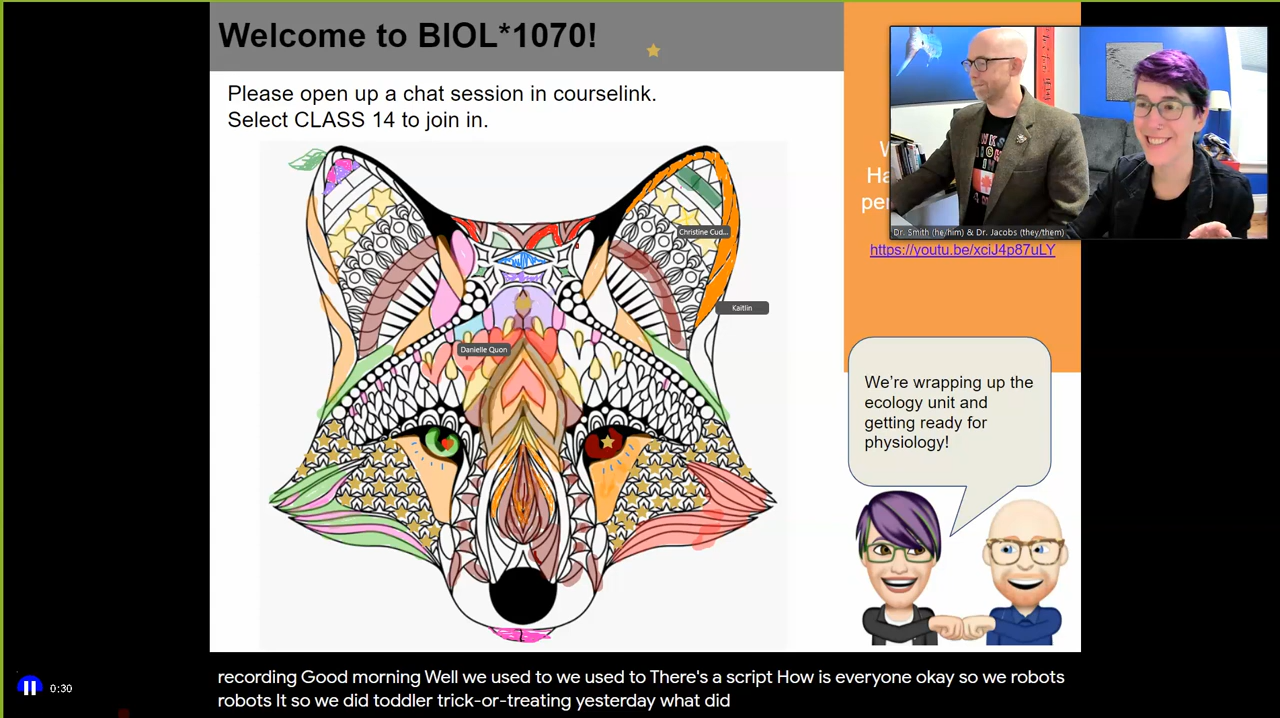 Welcome to BIOL*1070!
Please open up a chat session in courselink.
Select CLASS 14 to join in.
Christine Cud...
Kaitlin
Danielle Quon
W
Ha
per
Dr. Smith (he/him) & Dr. Jacobs (they/them)
https://youtu.be/xciJ4p87uLY
We're wrapping up the
ecology unit and
getting ready for
physiology!
0:30
recording Good morning Well we used to we used to There's a script How is everyone okay so we robots
robots It so we did toddler trick-or-treating yesterday what did